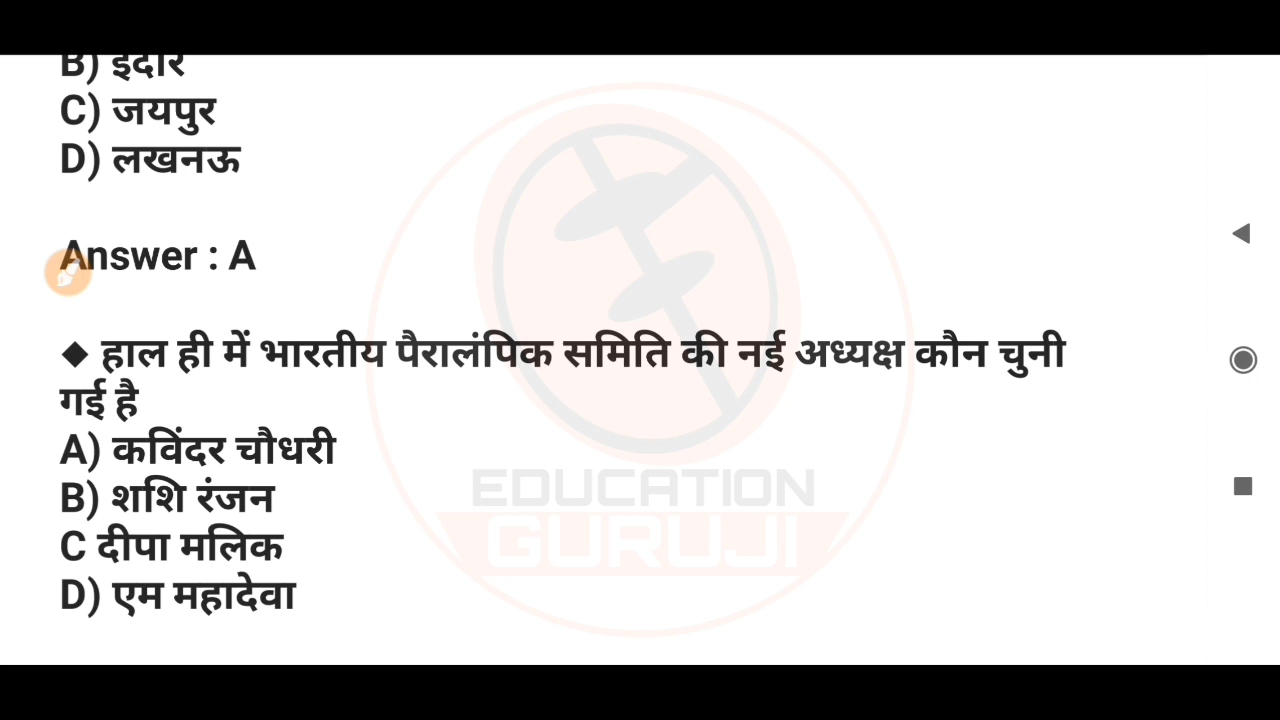 B) इंदौर
C) जयपुर
D) लखनऊ
Answer : A
◆ हाल ही में भारतीय पैरालंपिक समिति की नई अध्यक्ष कौन चुनी
गई है
A) कविंदर चौधरी
B) शशि रंजन
C दीपा मलिक
D) एम महादेवा
EDUCATION
GURUJI